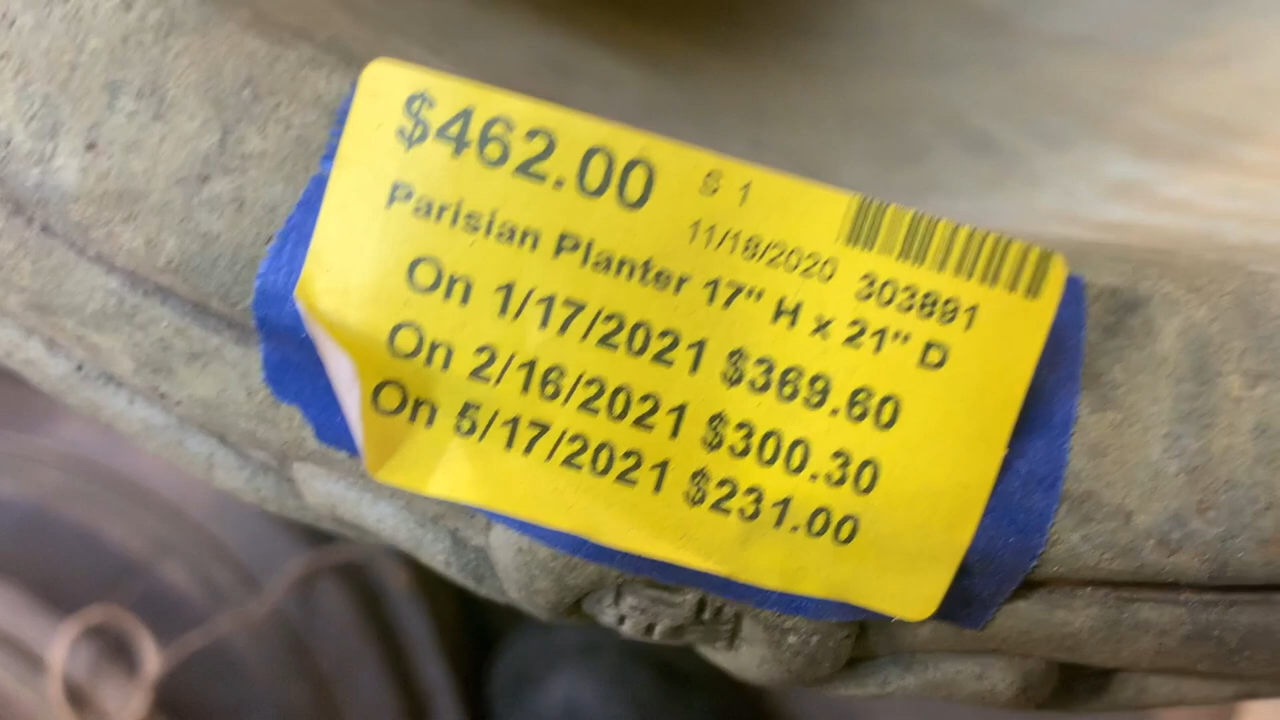 $462.00 S 1
11/18/2020 303891
Parisian Planter 17" H x 21" D
On 1/17/2021 $369.60
On 2/16/2021 $300.30
On 5/17/2021 $231.00